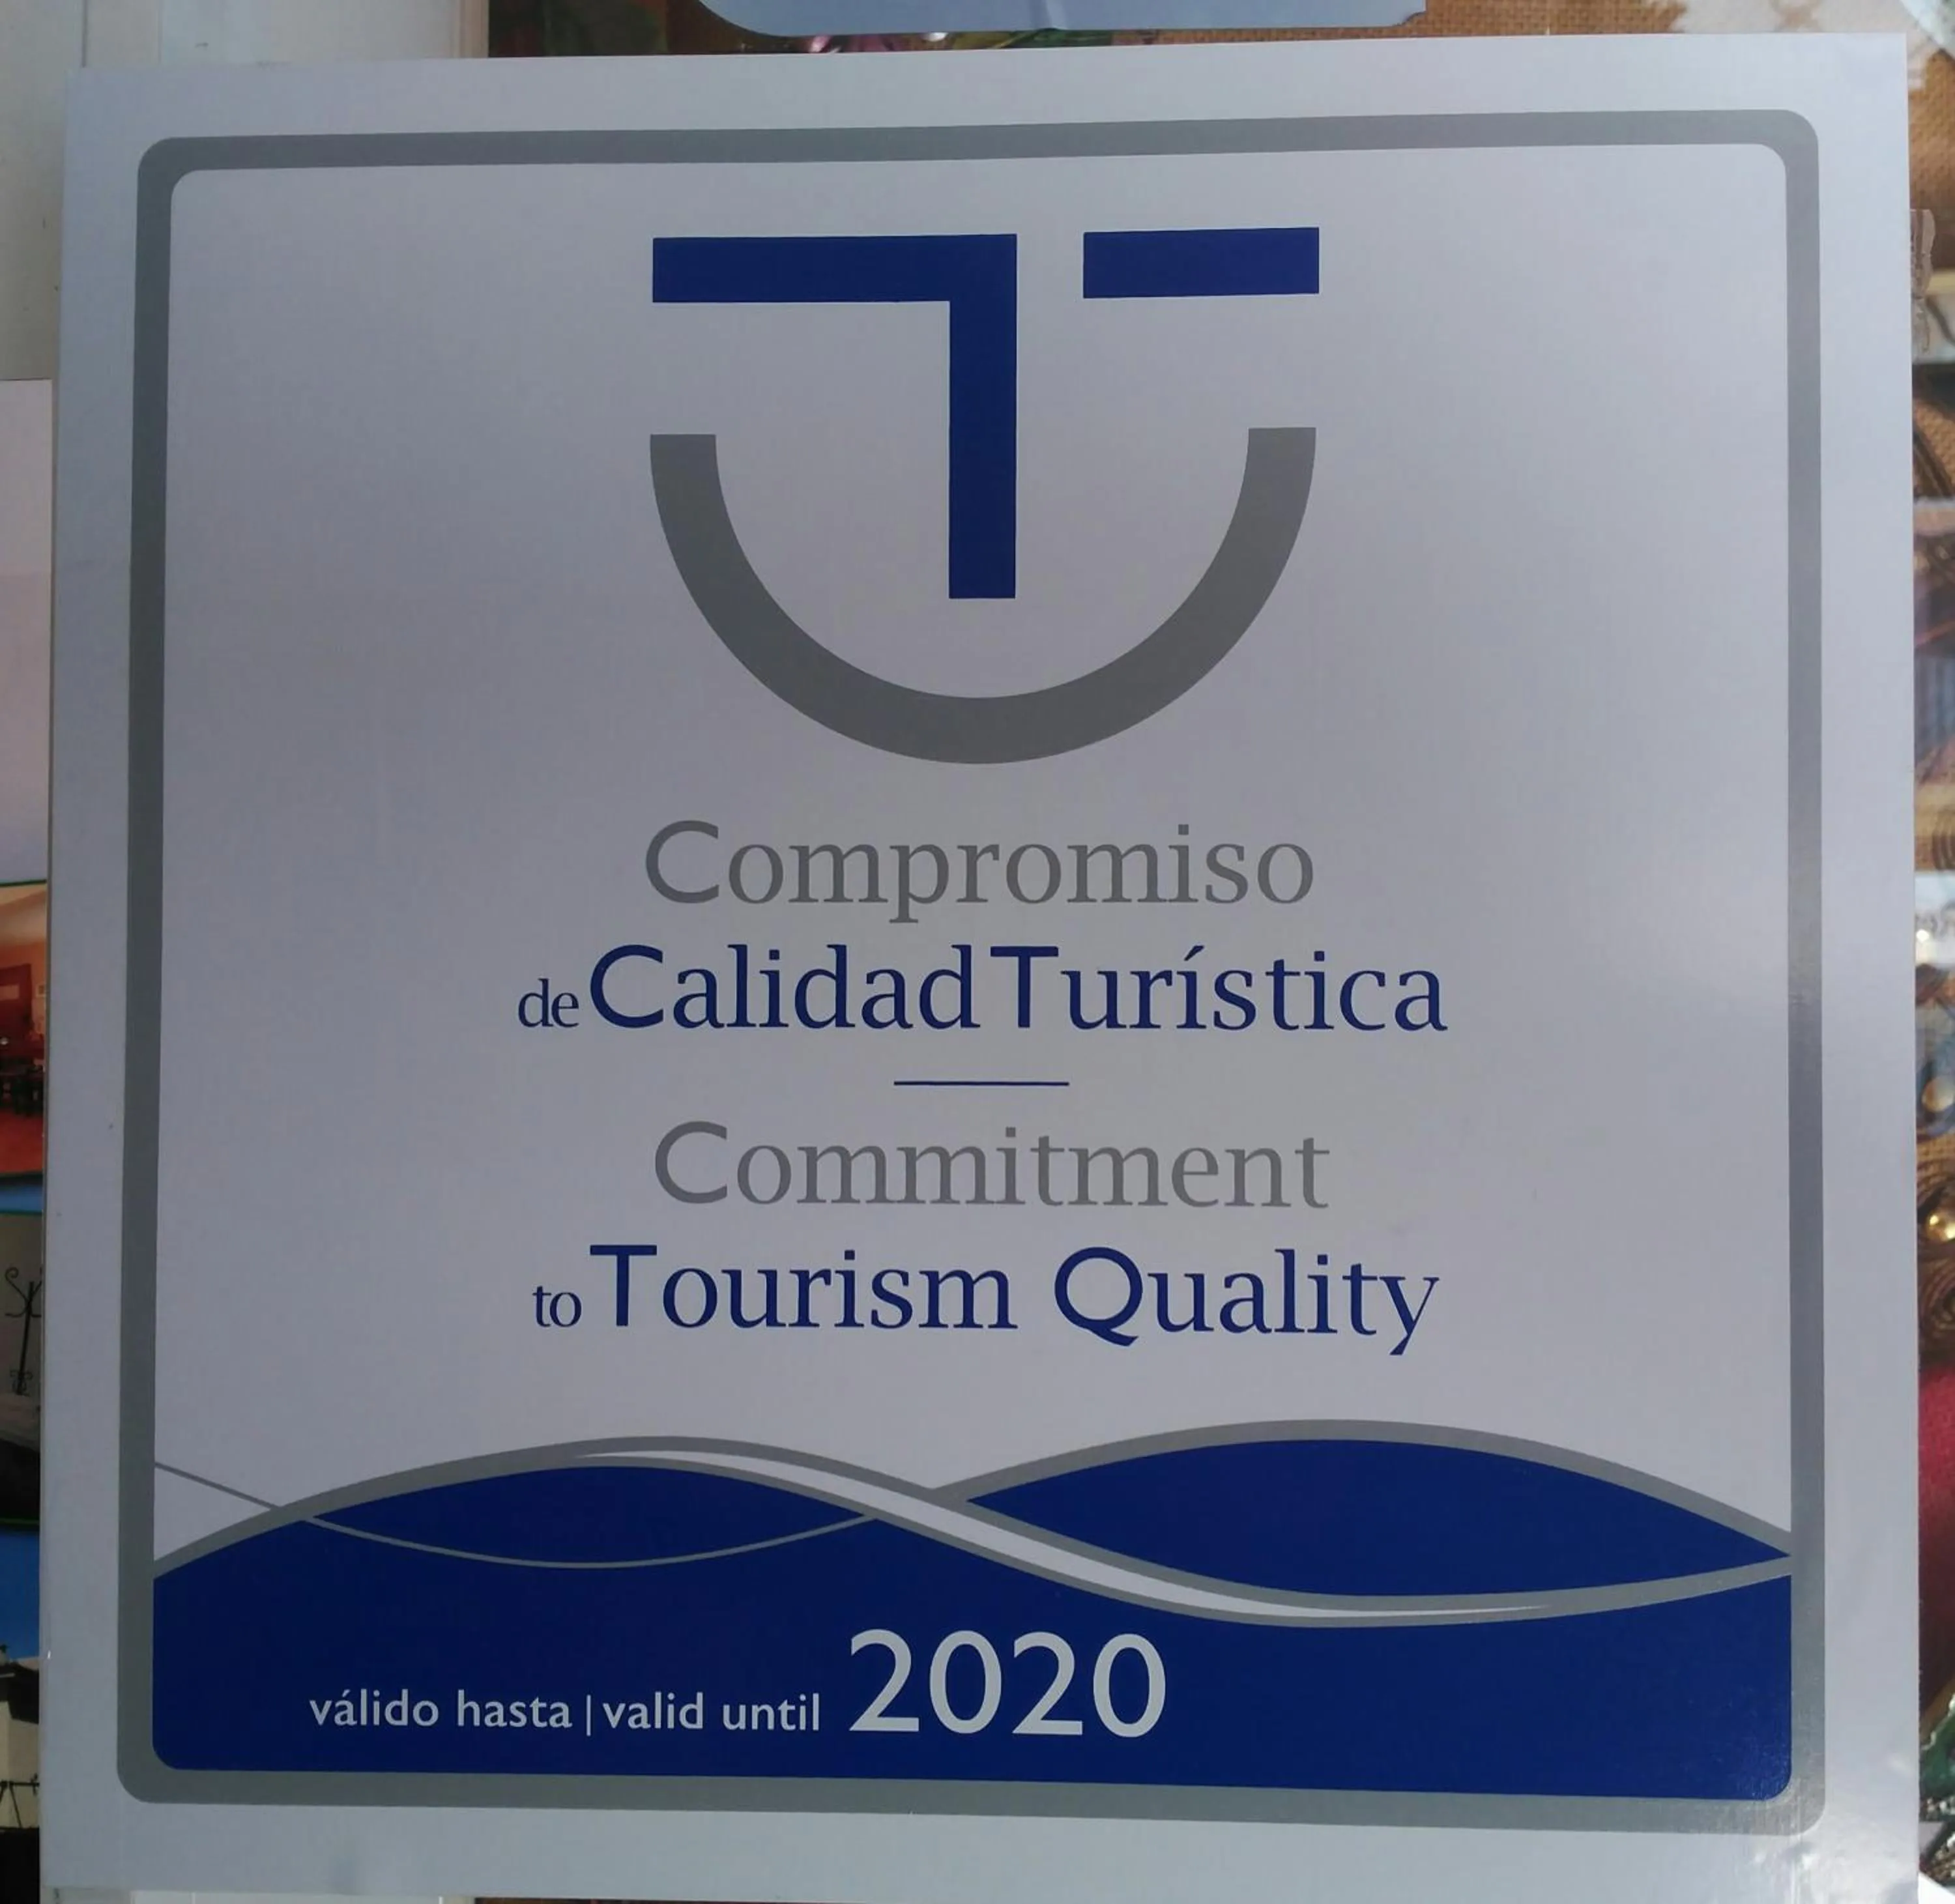 Compromiso
de Calidad Turística
Commitment
to Tourism Quality
válido hasta | valid until 2020